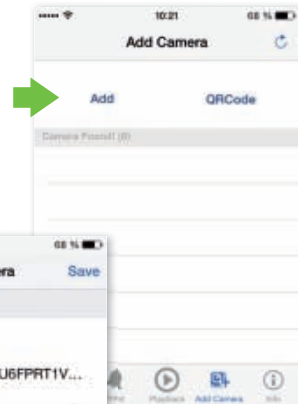 10:21 68 %
Add Camera
Add QRCode
Camera Found! (0)
68 %
era Save
U6FPRT1V...
Playback Add Camera Info